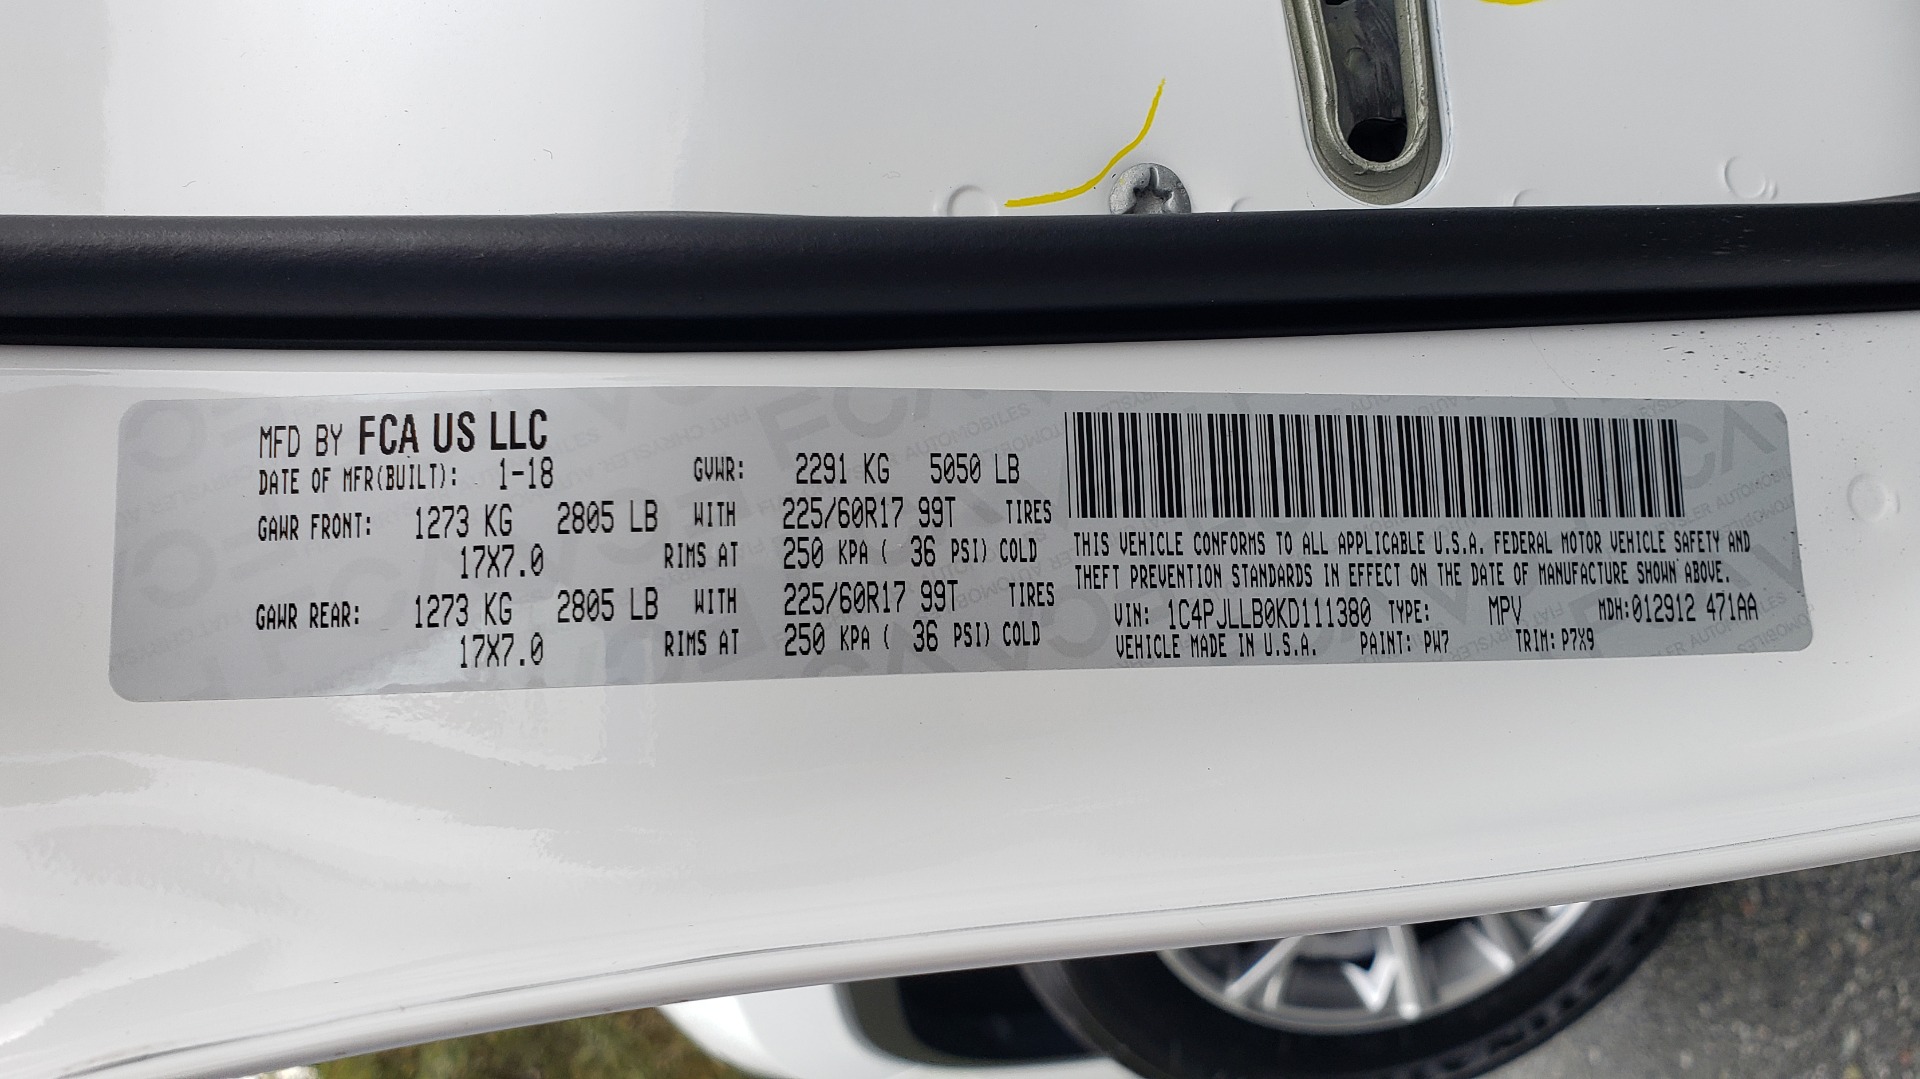 MFD BY FCA US LLC
DATE OF MFR(BUILT): 1-18 GVWR: 2291 KG 5050 LB
GAWR FRONT: 1273 KG 2805 LB WITH 225/60R17 99T TIRES
17X7.0 RIMS AT 250 KPA ( 36 PSI) COLD
GAWR REAR: 1273 KG 2805 LB WITH 225/60R17 99T TIRES
17X7.0 RIMS AT 250 KPA ( 36 PSI) COLD
THIS VEHICLE CONFORMS TO ALL APPLICABLE U.S.A. FEDERAL MOTOR VEHICLE SAFETY AND
THEFT PREVENTION STANDARDS IN EFFECT ON THE DATE OF MANUFACTURE SHOWN ABOVE.
VIN: 1C4PJLLB0KD111380 TYPE: MPV MDH:012912 471AA
VEHICLE MADE IN U.S.A. PAINT: PW7 TRIM: P7X9